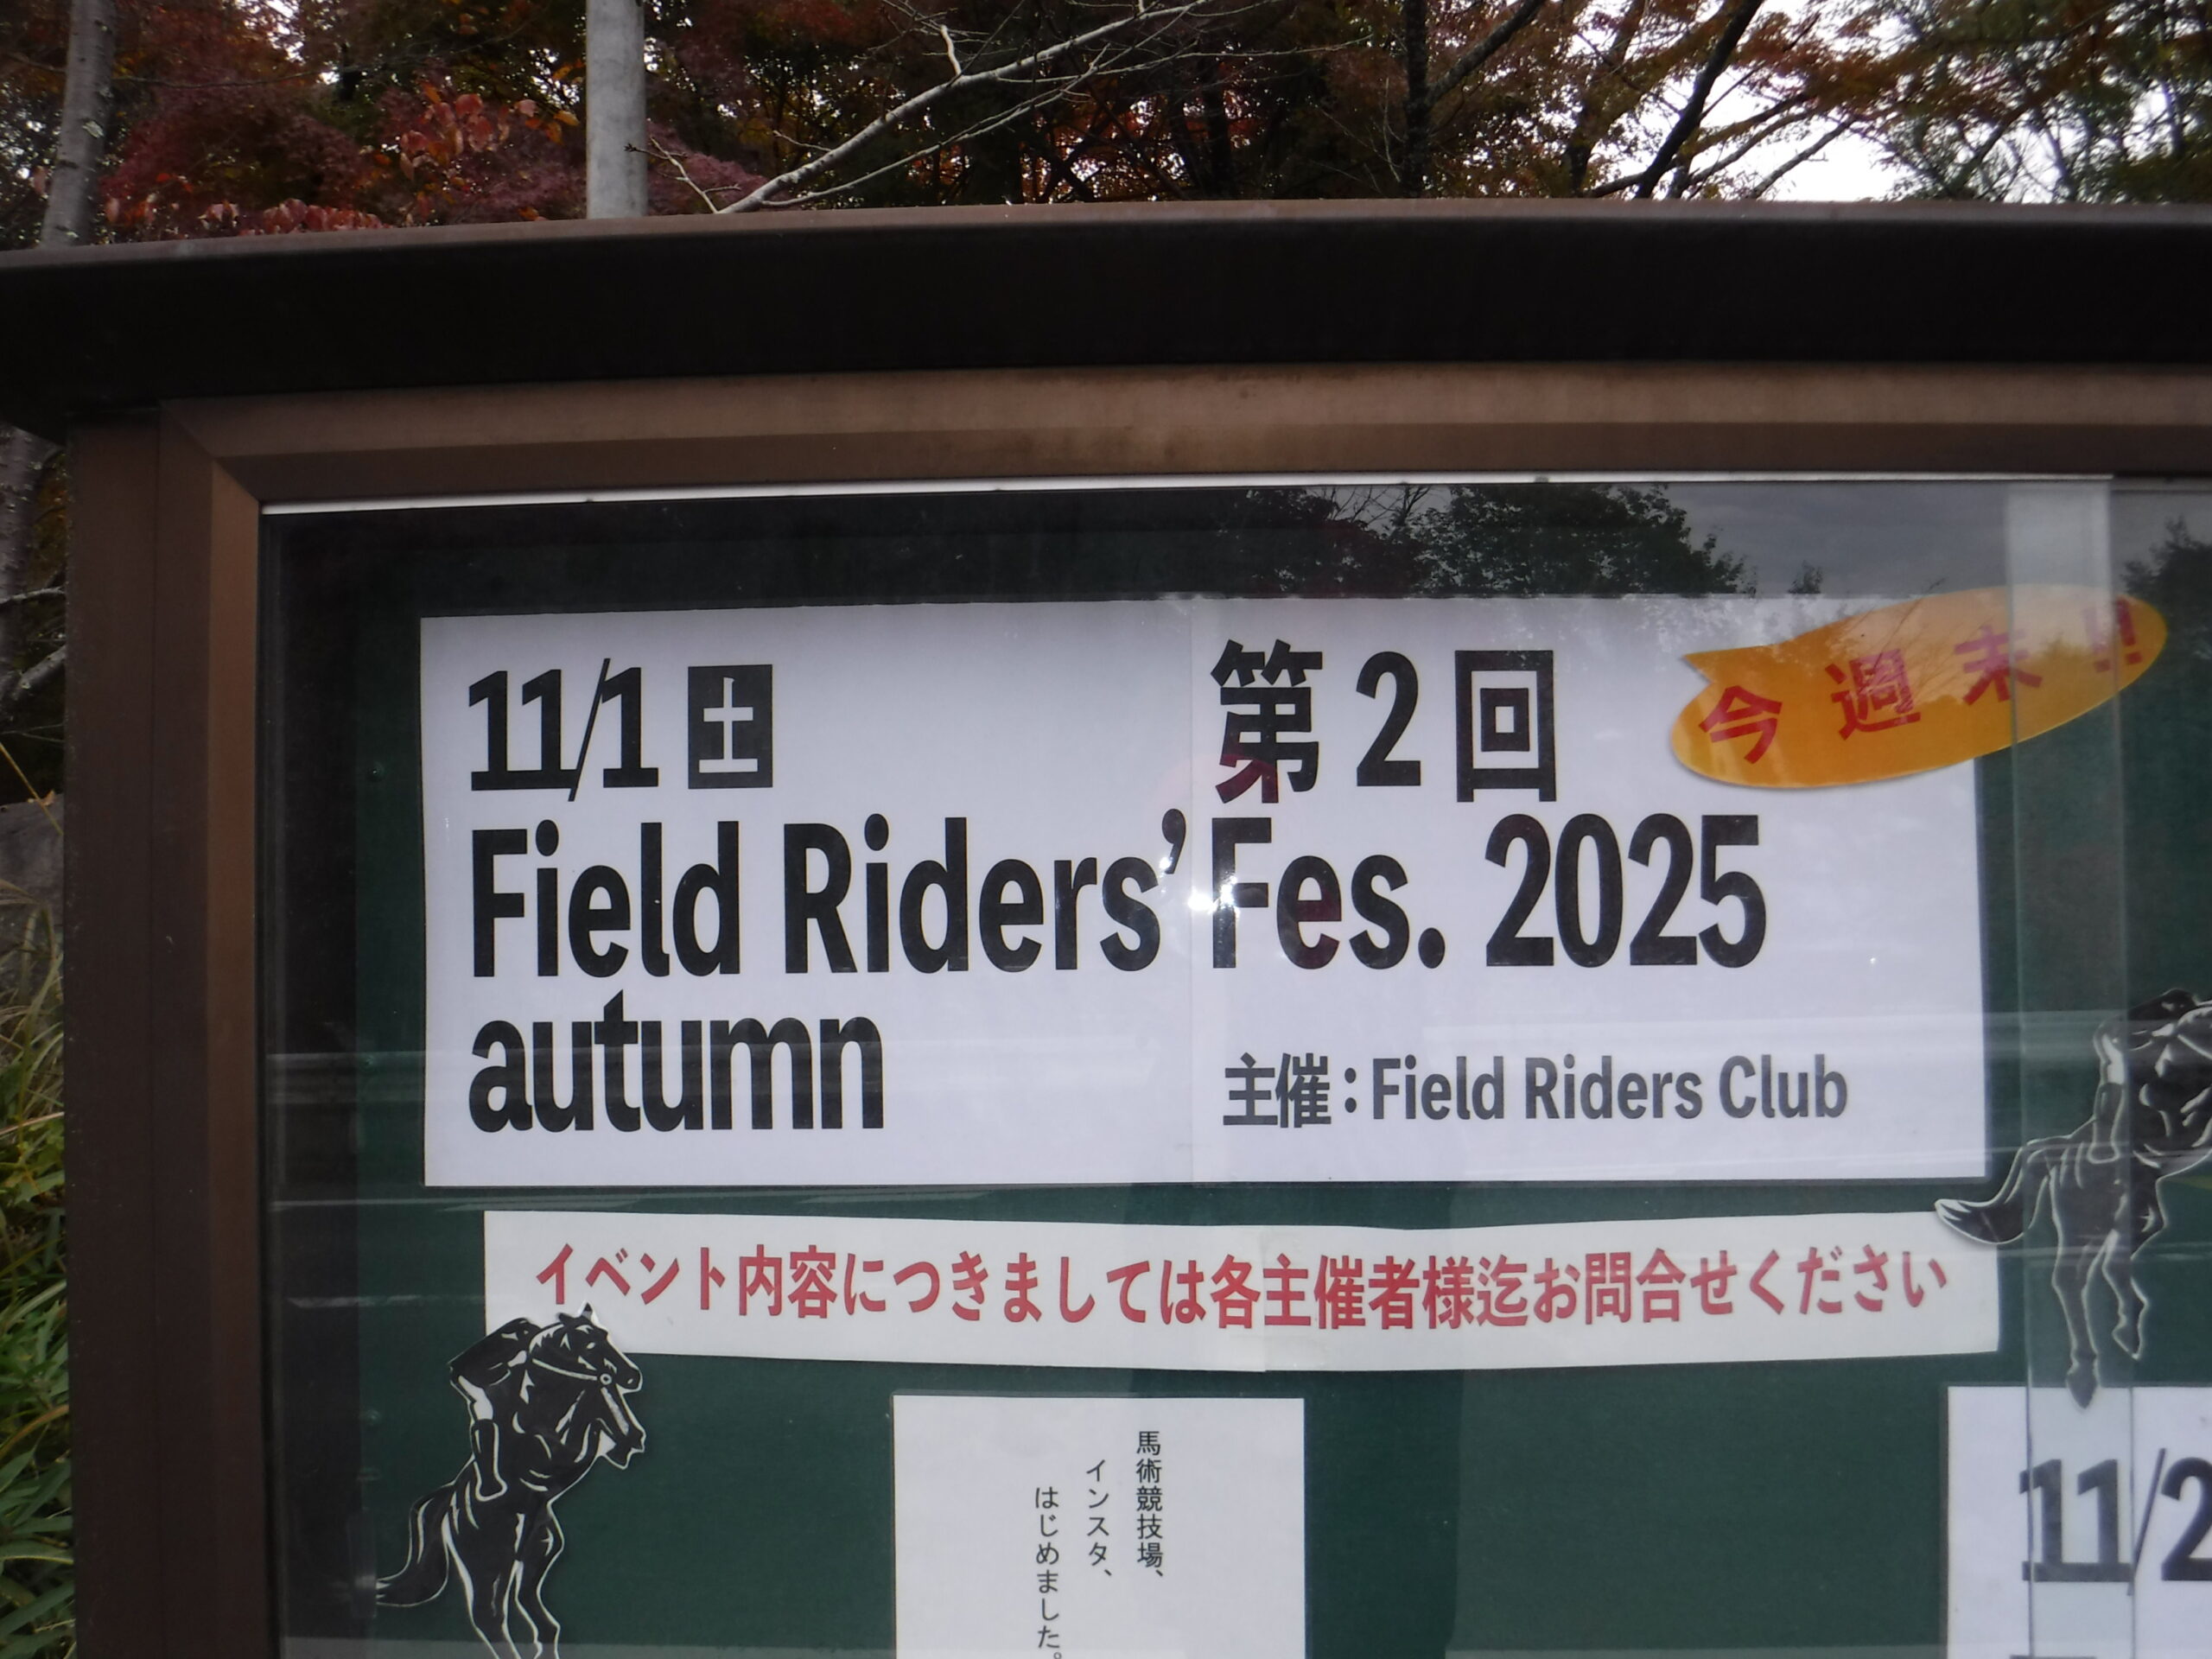 11/1 土
第2回
今週末!!
Field Riders' Fes. 2025
autumn
主催：Field Riders Club
イベント内容につきましては各主催者様迄お問合せください
馬術競技場、
インスタ、
はじめました。
11/2